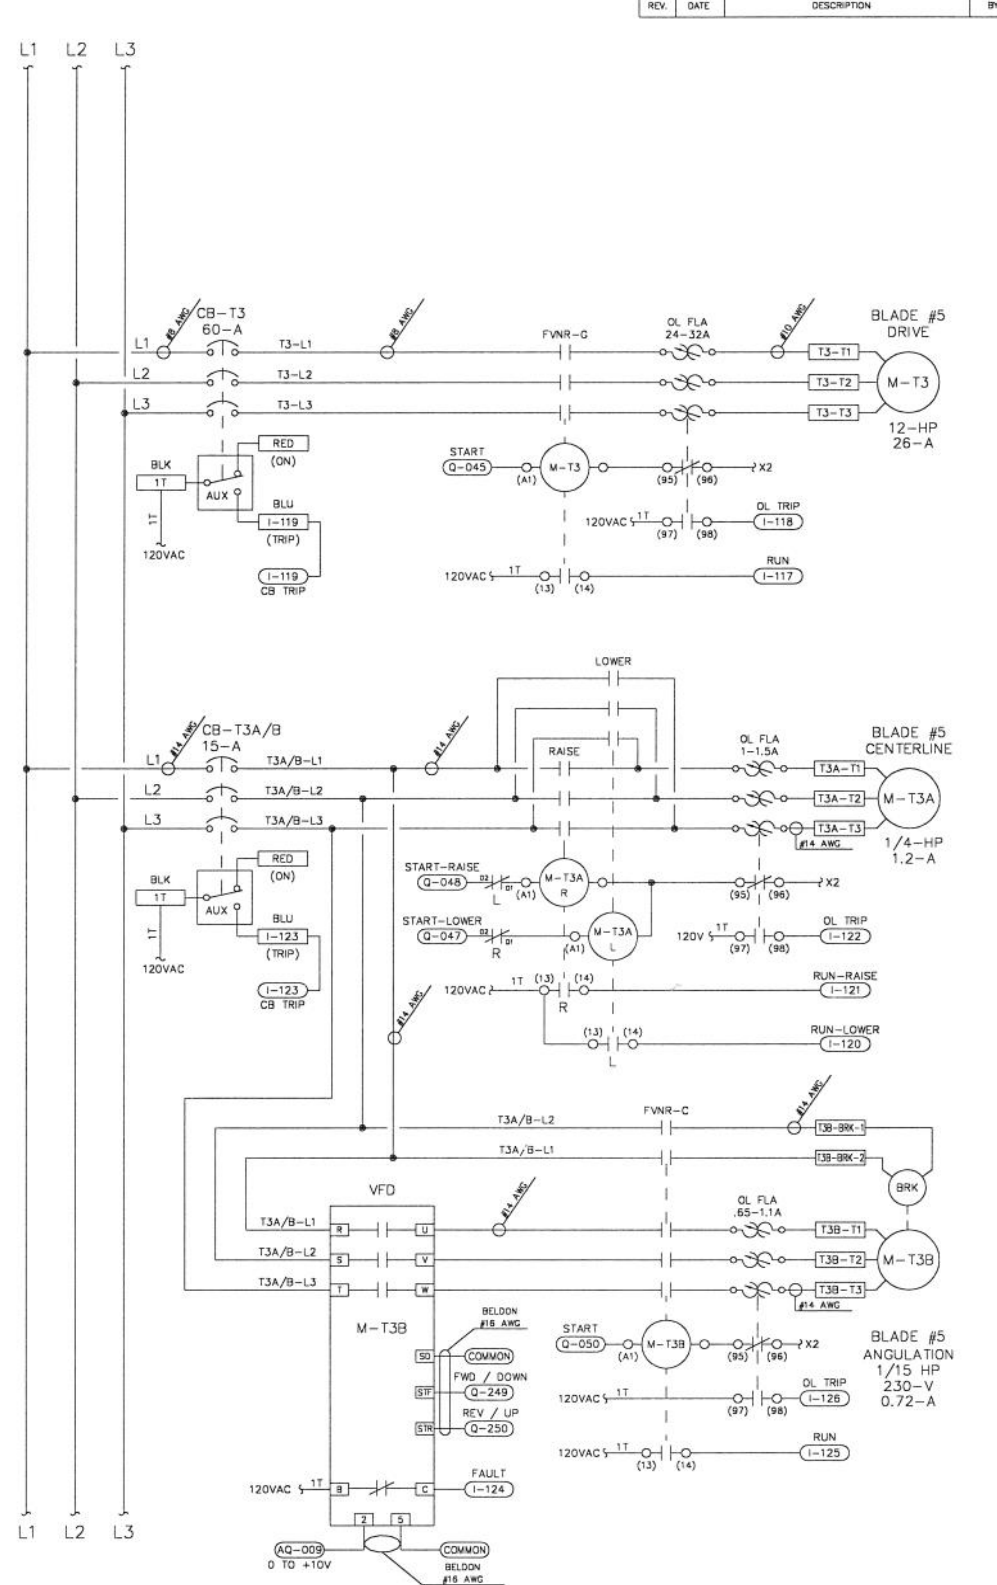 REV. DATE DESCRIPTION BY
L1 L2 L3
#8 AWG
CB-T3
60-A
#8 AWG
FVNR-G
OL FLA
24-32A
#10 AWG
BLADE #5
DRIVE
L1 T3-L1 T3-T1
L2 T3-L2 T3-T2 M-T3
L3 T3-L3 T3-T3
12-HP
26-A
RED
(ON)
BLK
1T
AUX
BLU
I-119
(TRIP)
1T
120VAC
I-119
CB TRIP
START
Q-045 (A1) M-T3 (95) (96) X2
OL TRIP
120VAC 1T (97) (98) I-118
RUN
120VAC 1T (13) (14) I-117
LOWER
#14 AWG
CB-T3A/B
15-A
#14 AWG
RAISE
OL FLA
1-1.5A
BLADE #5
CENTERLINE
L1 T3A/B-L1 T3A-T1
L2 T3A/B-L2 T3A-T2 M-T3A
L3 T3A/B-L3 T3A-T3
#14 AWG
1/4-HP
1.2-A
RED
(ON)
BLK
1T
AUX
BLU
I-123
(TRIP)
1T
120VAC
I-123
CB TRIP
START-RAISE
Q-048 02 01 L (A1) M-T3A R (95) (96) X2
START-LOWER
Q-047 02 01 R (A1) M-T3A L
OL TRIP
120V 1T (97) (98) I-122
RUN-RAISE
120VAC 1T (13) (14) R I-121
RUN-LOWER
(13) (14) L I-120
#14 AWG
FVNR-C
#14 AWG
T3A/B-L2 T3B-BRK-1
T3A/B-L1 T3B-BRK-2
BRK
VFD
#14 AWG
OL FLA
.65-1.1A
T3A/B-L1 R U T3B-T1
T3A/B-L2 S V T3B-T2 M-T3B
T3A/B-L3 T W T3B-T3
#14 AWG
M-T3B
BELDON
#16 AWG
SD COMMON
FWD / DOWN
STF Q-249
REV / UP
STR Q-250
START
Q-050 (A1) M-T3B (95) (96) X2
BLADE #5
ANGULATION
1/15 HP
230-V
0.72-A
OL TRIP
120VAC 1T (97) (98) I-126
RUN
120VAC 1T (13) (14) I-125
FAULT
120VAC 1T B C I-124
2 5
AQ-009 COMMON
0 TO +10V
BELDON
#16 AWG
L1 L2 L3